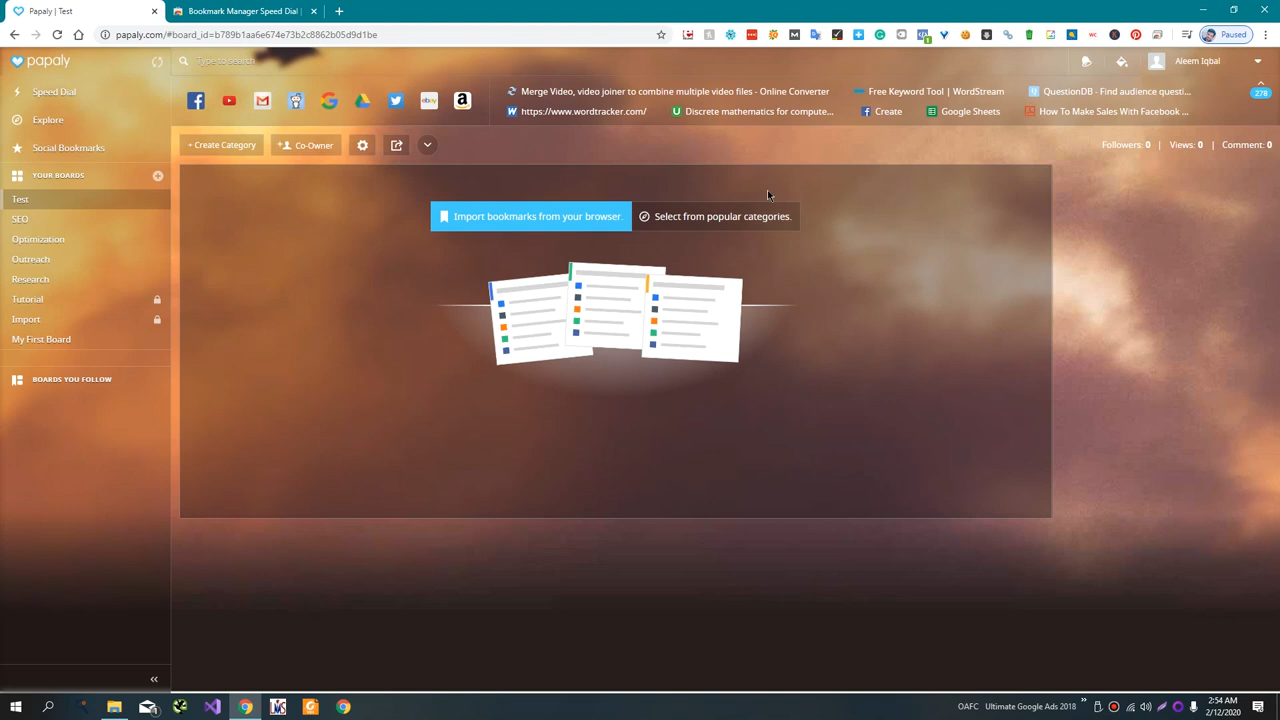 Papaly | Test
Bookmark Manager Speed Dial |
papaly.com/#board_id=b789b1aa6e674e73b2c8862b05d9d1be
Paused
papaly
Type to search
Aleem Iqbal
Speed Dial
Explore
Social Bookmarks
YOUR BOARDS
Test
SEO
Optimization
Outreach
Research
Tutorial
Import
My First Board
BOARDS YOU FOLLOW
Merge Video, video joiner to combine multiple video files - Online Converter
Free Keyword Tool | WordStream
QuestionDB - Find audience questi...
278
https://www.wordtracker.com/
Discrete mathematics for compute...
Create
Google Sheets
How To Make Sales With Facebook ...
+ Create Category
Co-Owner
Followers: 0 | Views: 0 | Comment: 0
Import bookmarks from your browser.
Select from popular categories.
OAFC
Ultimate Google Ads 2018
2:54 AM
2/12/2020